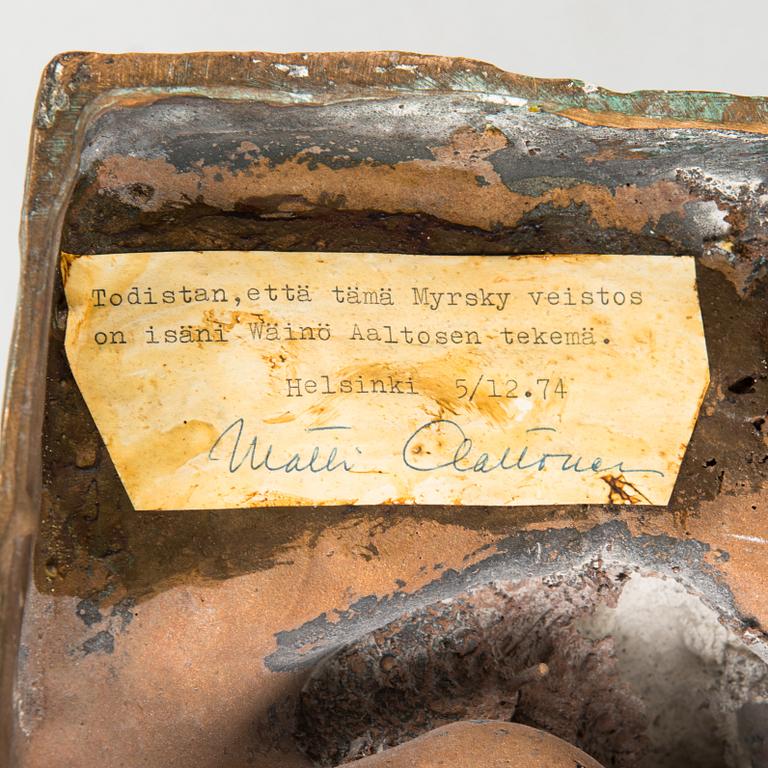 Todistan,että tämä Myrsky veistos
on isäni Wäinö Aaltosen tekemä.
Helsinki 5/12.74
Matti Aaltonen